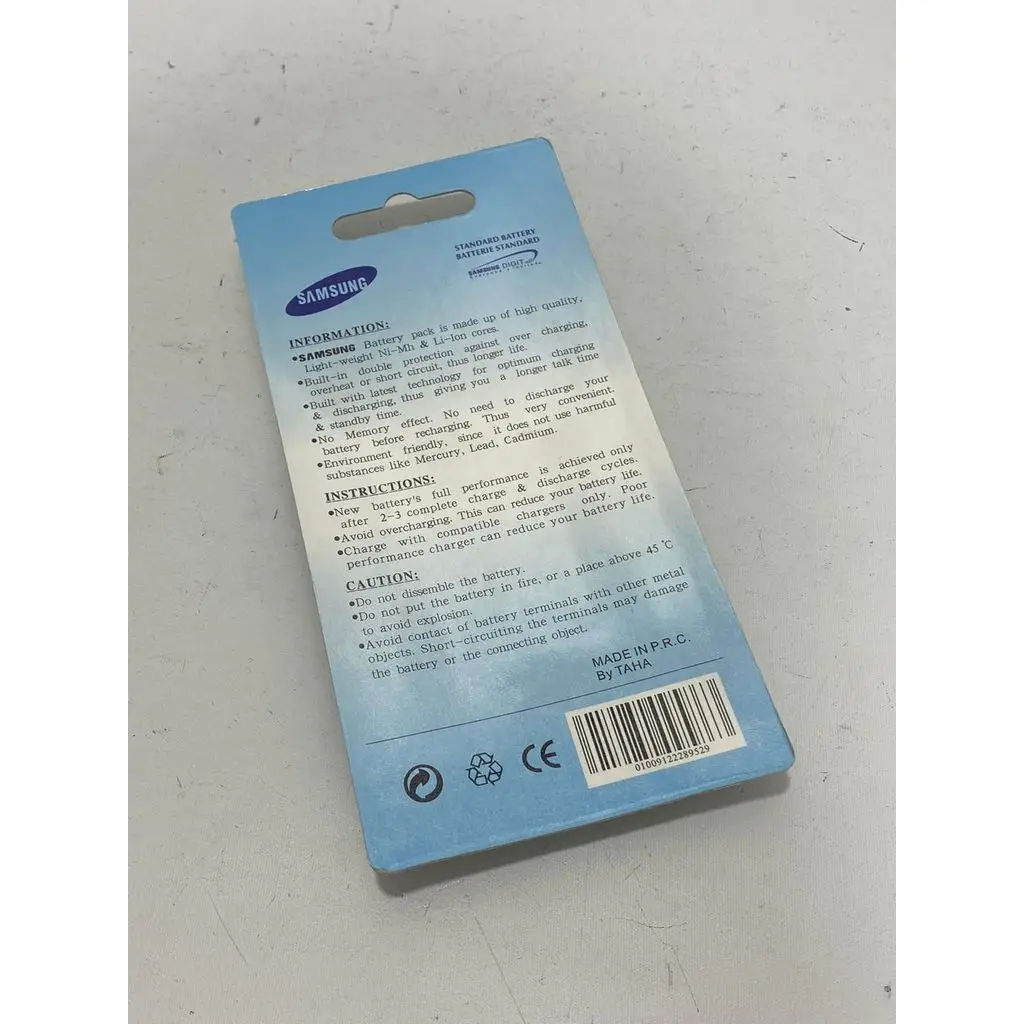 STANDARD BATTERY
BATTERIE STANDARD
SAMSUNG DIGIT
SAMSUNG
INFORMATION:
•SAMSUNG Battery pack is made up of high quality,
Light-weight Ni-Mh & Li-Ion cores.
•Built-in double protection against over charging,
overheat or short circuit, thus longer life.
•Built with latest technology for optimum charging
& discharging, thus giving you a longer talk time
& standby time.
•No Memory effect. No need to discharge your
battery before recharging. Thus very convenient.
•Environment friendly, since it does not use harmful
substances like Mercury, Lead, Cadmium.
INSTRUCTIONS:
•New battery's full performance is achieved only
after 2-3 complete charge & discharge cycles.
•Avoid overcharging. This can reduce your battery life.
•Charge with compatible chargers only. Poor
performance charger can reduce your battery life.
CAUTION:
•Do not dissemble the battery.
•Do not put the battery in fire, or a place above 45 °C
to avoid explosion.
•Avoid contact of battery terminals with other metal
objects. Short-circuiting the terminals may damage
the battery or the connecting object.
MADE IN P.R.C.
By TAHA
CE
01009122289529